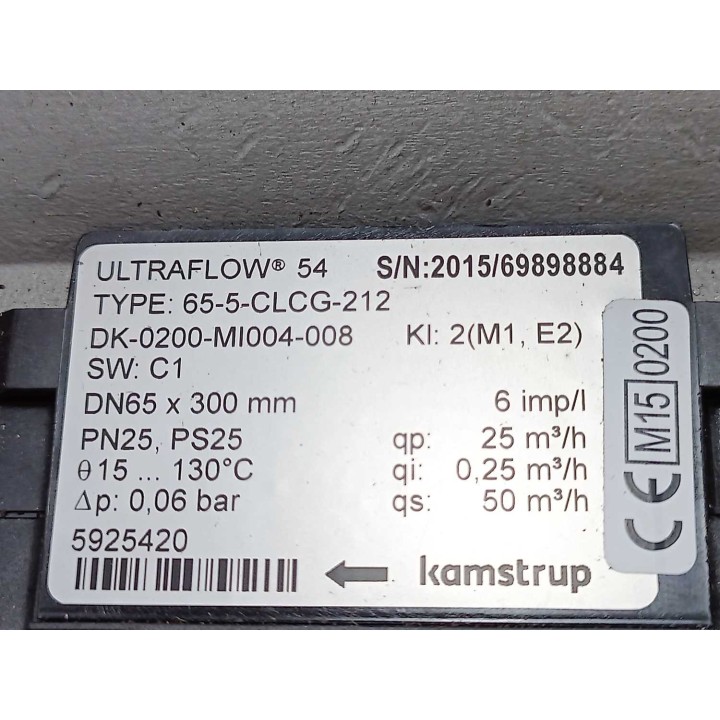 ULTRAFLOW® 54 S/N:2015/69898884
TYPE: 65-5-CLCG-212
DK-0200-MI004-008 Kl: 2(M1, E2)
SW: C1
DN65 x 300 mm 6 imp/l
PN25, PS25 qp: 25 m³/h
θ 15 ... 130°C qi: 0,25 m³/h
Δp: 0,06 bar qs: 50 m³/h
5925420
kamstrup
CE M15 0200